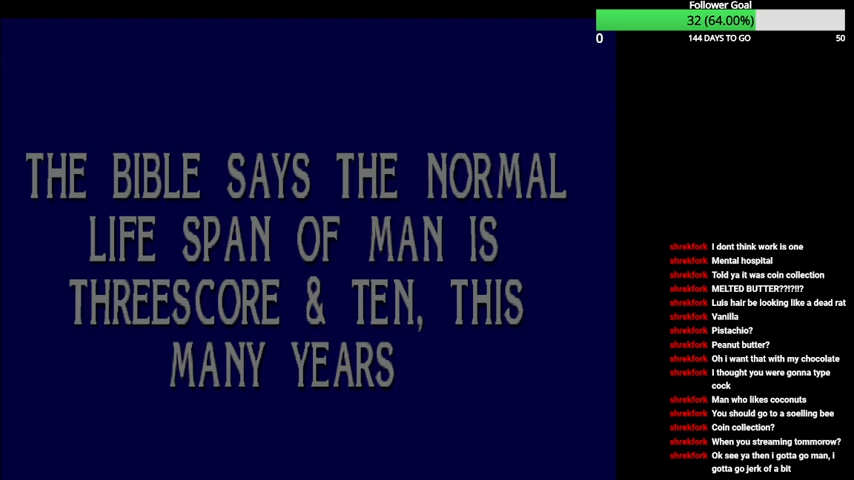 Follower Goal
32 (64.00%)
0
144 DAYS TO GO
50
THE BIBLE SAYS THE NORMAL
LIFE SPAN OF MAN IS
THREESCORE & TEN, THIS
MANY YEARS
shrekfork I dont think work is one
shrekfork Mental hospital
shrekfork Told ya it was coin collection
shrekfork MELTED BUTTER??!?!!?
shrekfork Luis hair be looking like a dead rat
shrekfork Vanilla
shrekfork Pistachio?
shrekfork Peanut butter?
shrekfork Oh i want that with my chocolate
shrekfork I thought you were gonna type
cock
shrekfork Man who likes coconuts
shrekfork You should go to a soelling bee
shrekfork Coin collection?
shrekfork When you streaming tommorow?
shrekfork Ok see ya then i gotta go man, i
gotta go jerk of a bit